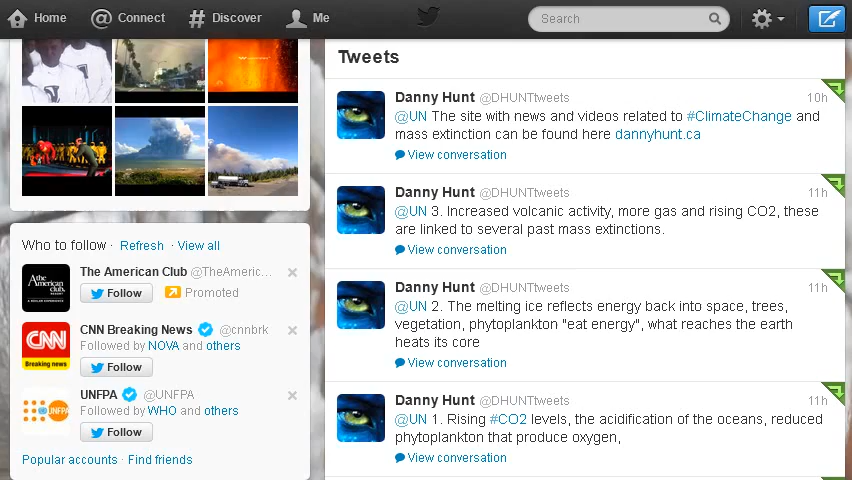 Home Connect Discover Me Search
Who to follow · Refresh · View all
The American Club @TheAmeric...
Follow Promoted
CNN Breaking News @cnnbrk
Followed by NOVA and others
Follow
UNFPA @UNFPA
Followed by WHO and others
Follow
Popular accounts · Find friends
the American club.
CNN
Breaking news
UNFPA
Tweets
Danny Hunt @DHUNTtweets 10h
@UN The site with news and videos related to #ClimateChange and
mass extinction can be found here dannyhunt.ca
View conversation
Danny Hunt @DHUNTtweets 11h
@UN 3. Increased volcanic activity, more gas and rising CO2, these
are linked to several past mass extinctions.
View conversation
Danny Hunt @DHUNTtweets 11h
@UN 2. The melting ice reflects energy back into space, trees,
vegetation, phytoplankton "eat energy", what reaches the earth
heats its core
View conversation
Danny Hunt @DHUNTtweets 11h
@UN 1. Rising #CO2 levels, the acidification of the oceans, reduced
phytoplankton that produce oxygen,
View conversation